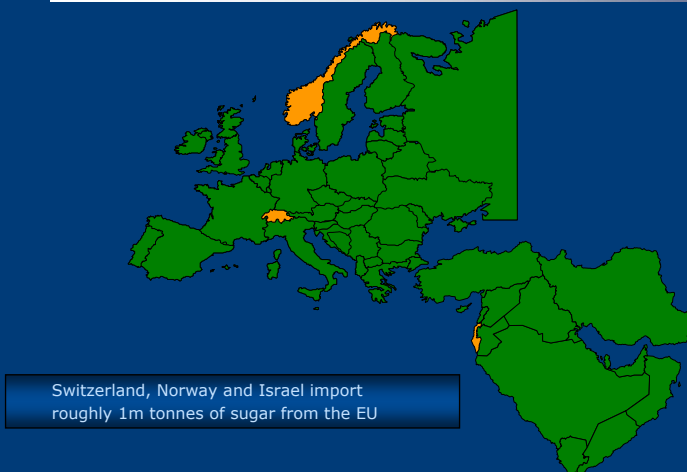 Switzerland, Norway and Israel import
roughly 1m tonnes of sugar from the EU